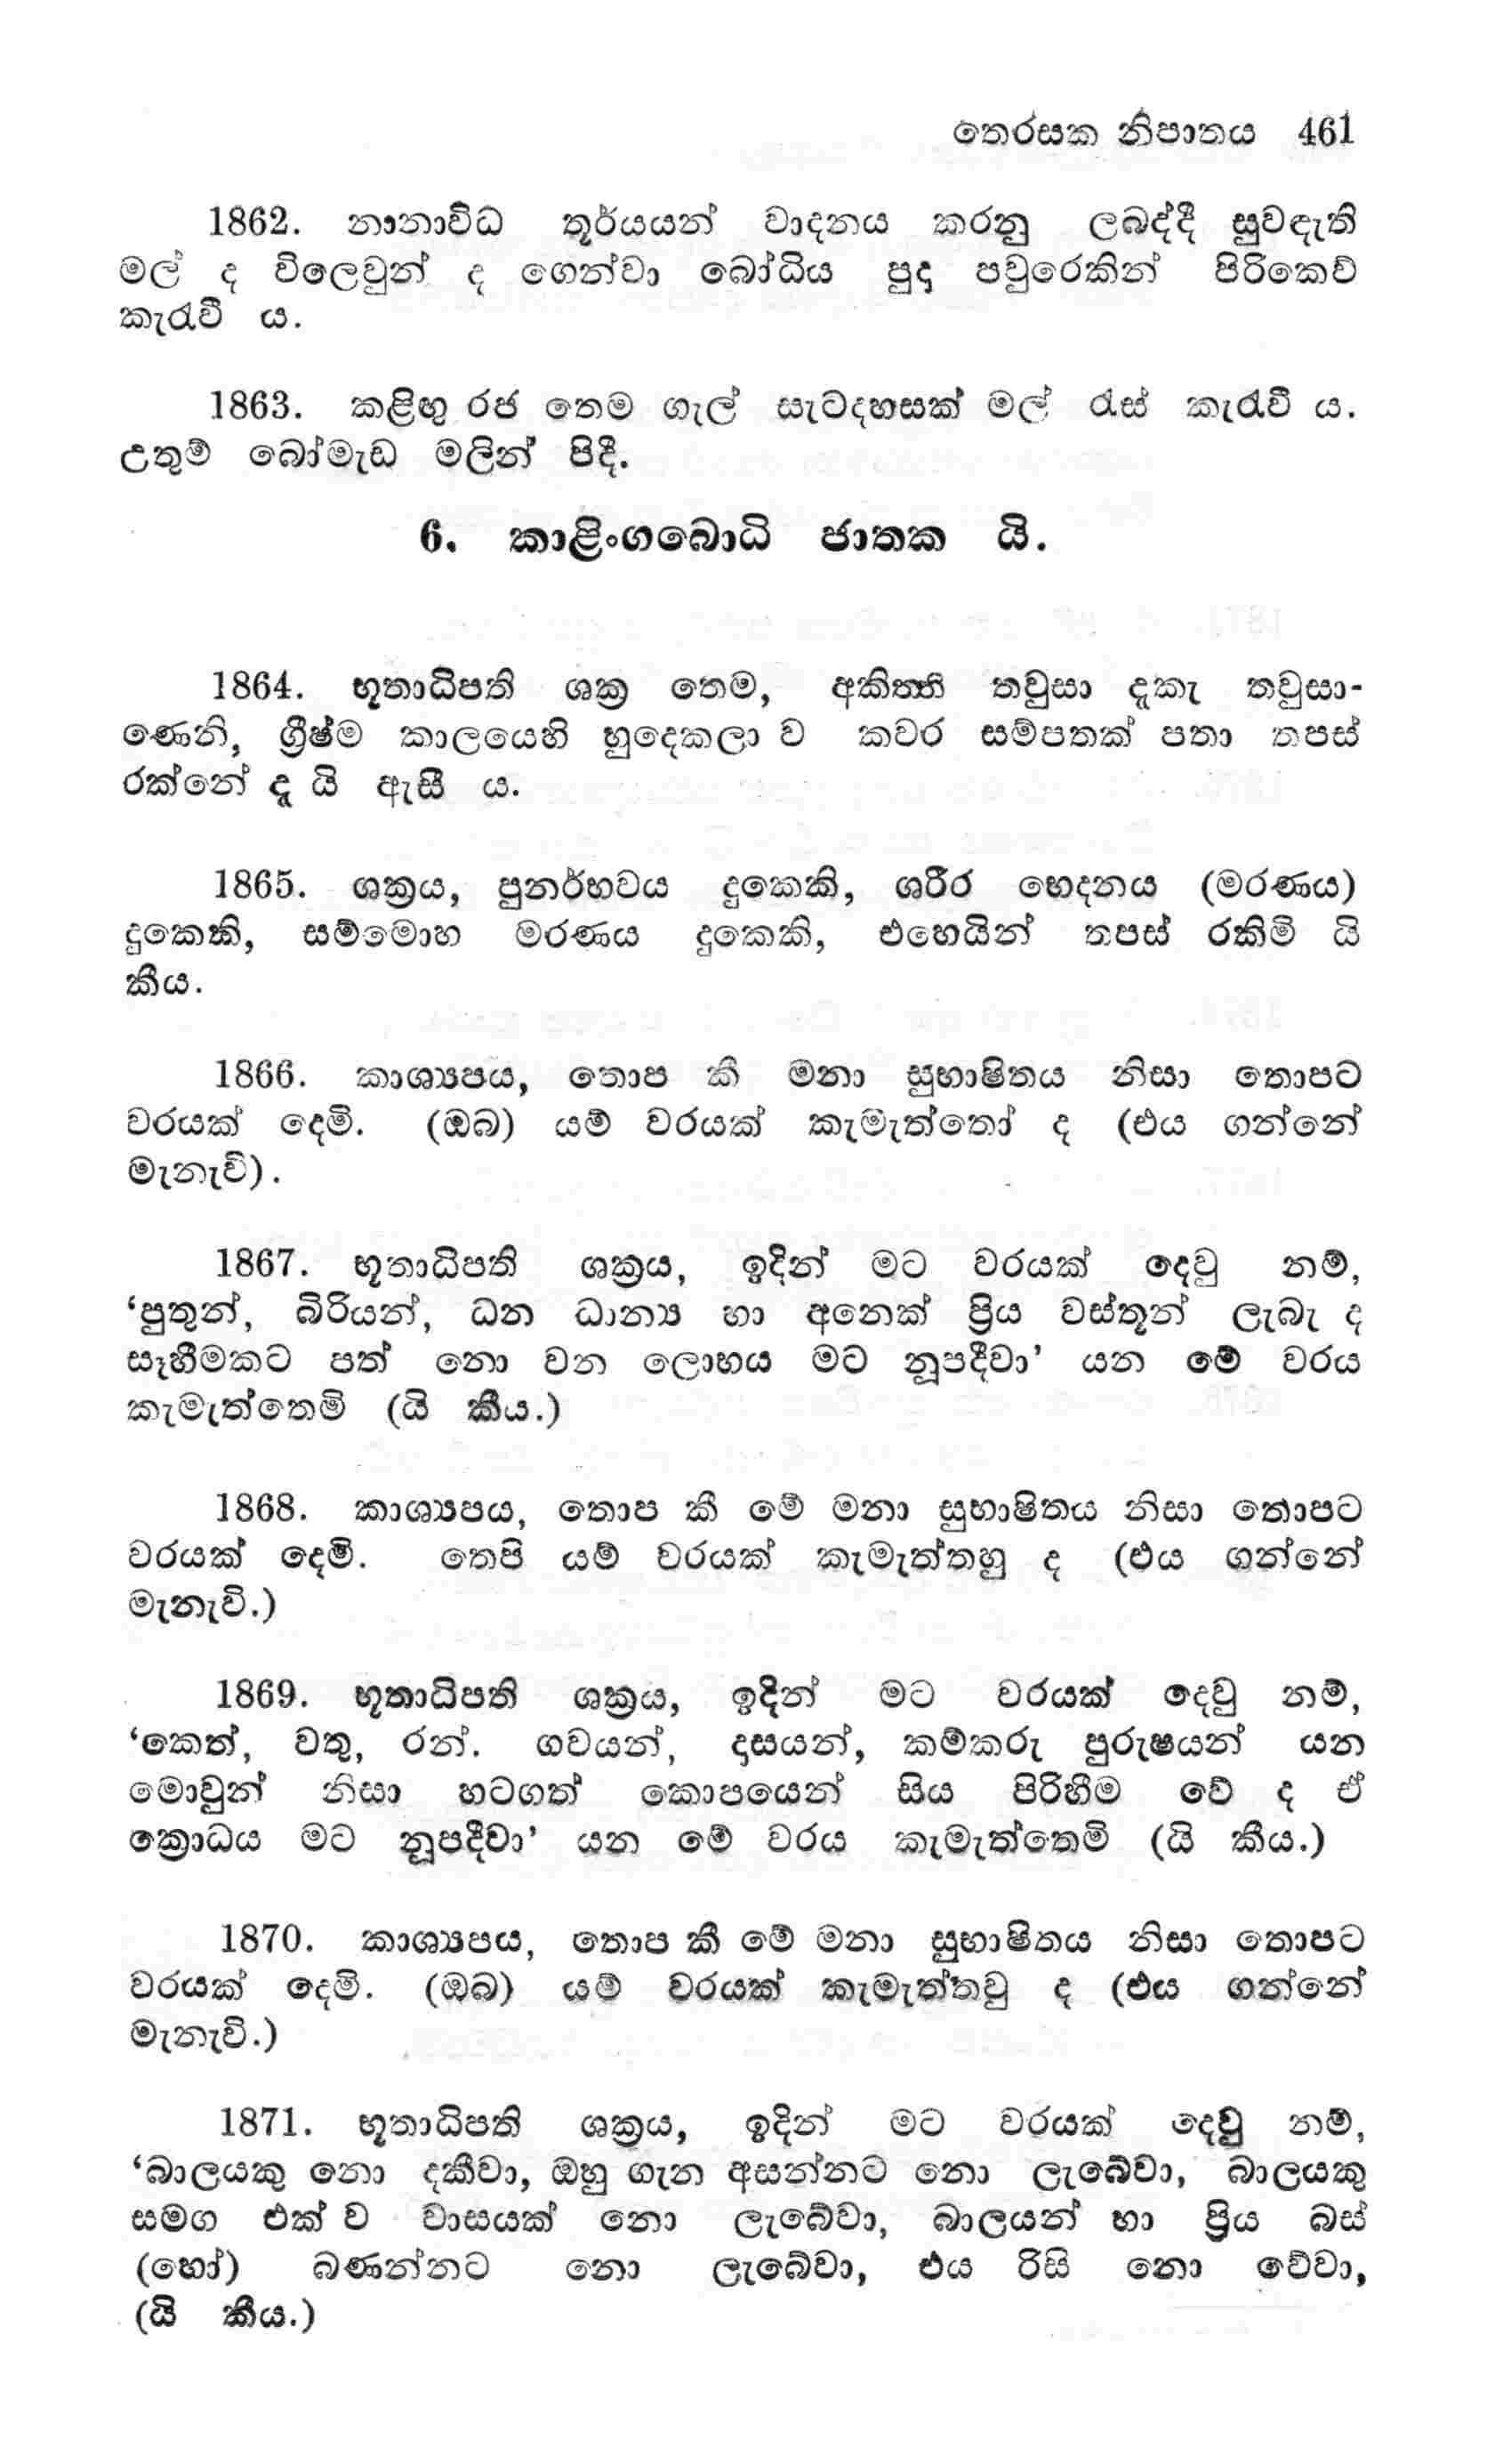 තෙරසක නිපාතය 461
1862. නානාවිධ තූර්යයන් වාදනය කරනු ලබද්දී සුවඳැති
මල් ද විලෙවුන් ද ගෙන්වා බෝධිය පුදා පවුරෙකින් පිරිකෙව්
කැරැවී ය.
1863. කළිඟු රජ තෙම ගැල් සැටදහසක් මල් රැස් කැරැවී ය.
උතුම් බෝමැඩ මලින් පිදී.
6. කාළිංගබොධි ජාතක යි.
1864. භූතාධිපති ශක්‍ර තෙම, අකිත්ති තවුසා දැකැ තවුසා-
ණෙනි, ග්‍රීෂ්ම කාලයෙහි හුදෙකලා ව කවර සම්පතක් පතා තපස්
රක්නේ දැ යි ඇසී ය.
1865. ශක්‍රය, පුනර්භවය දුකෙකි, ශරීර භෙදනය (මරණය)
දුකෙකි, සම්මොහ මරණය දුකෙකි, එහෙයින් තපස් රකිමි යි
කීය.
1866. කාශ්‍යපය, තොප කී මනා සුභාෂිතය නිසා තොපට
වරයක් දෙමි. (ඔබ) යම් වරයක් කැමැත්තෝ ද (එය ගන්නේ
මැනැවි).
1867. භූතාධිපති ශක්‍රය, ඉදින් මට වරයක් දෙවු නම්,
‘පුතුන්, බිරියන්, ධන ධාන්‍ය හා අනෙක් ප්‍රිය වස්තූන් ලැබැ ද
සෑහීමකට පත් නො වන ලොභය මට නූපදීවා’ යන මේ වරය
කැමැත්තෙමි (යි කීය.)
1868. කාශ්‍යපය, තොප කී මේ මනා සුභාෂිතය නිසා තොපට
වරයක් දෙමි. තෙපි යම් වරයක් කැමැත්තහු ද (එය ගන්නේ
මැනැවි.)
1869. භූතාධිපති ශක්‍රය, ඉදින් මට වරයක් දෙවු නම්,
‘කෙත්, වතු, රන්. ගවයන්, දාසයන්, කම්කරු පුරුෂයන් යන
මොවුන් නිසා හටගත් කොපයෙන් සිය පිරිහීම වේ ද ඒ
ක්‍රොධය මට නූපදීවා’ යන මේ වරය කැමැත්තෙමි (යි කීය.)
1870. කාශ්‍යපය, තොප කී මේ මනා සුභාෂිතය නිසා තොපට
වරයක් දෙමි. (ඔබ) යම් වරයක් කැමැත්තවු ද (එය ගන්නේ
මැනැවි.)
1871. භූතාධිපති ශක්‍රය, ඉදින් මට වරයක් දෙවු නම්,
‘බාලයකු නො දකීවා, ඔහු ගැන අසන්නට නො ලැබේවා, බාලයකු
සමග එක් ව වාසයක් නො ලැබේවා, බාලයන් හා ප්‍රිය බස්
(හෝ) බණන්නට නො ලැබේවා, එය රිසි නො වේවා,
(යි කීය.)